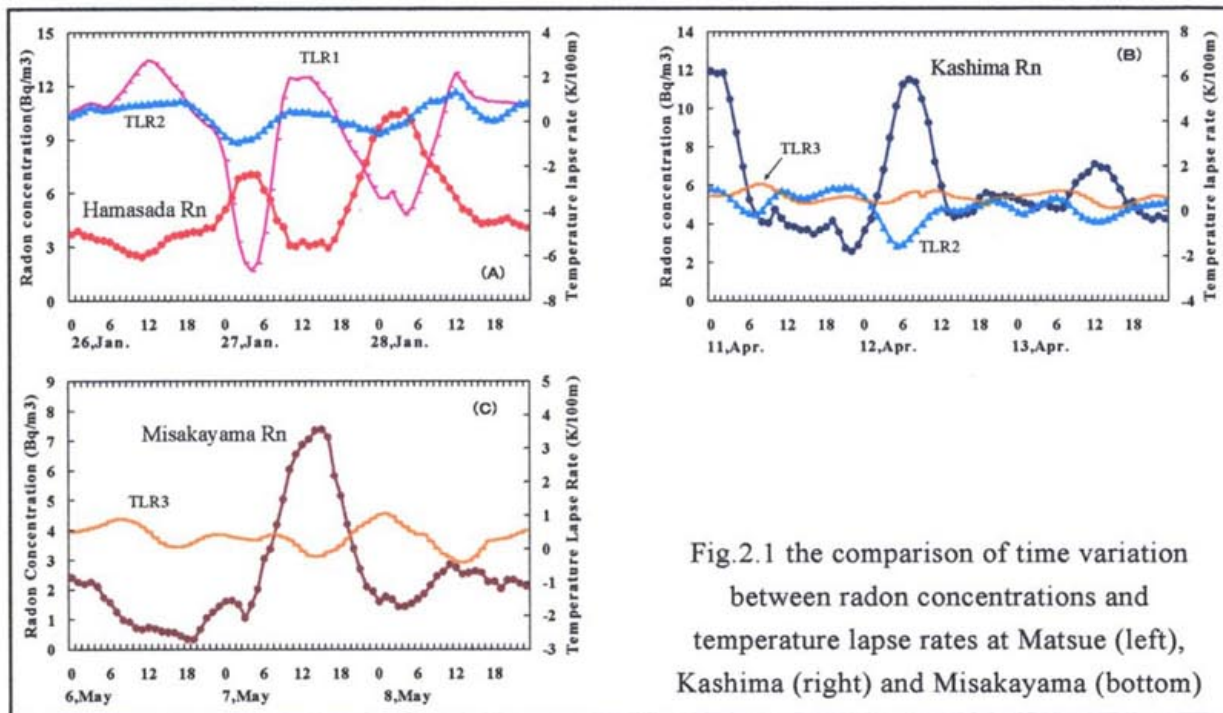 Radon Concentration(Bq/m3)
15
12
9
6
3
0
TLR1
TLR2
Hamasada Rn
(A)
4
2
0
-2
-4
-6
-8
Temperature lapse rate (K/100m)
0 6 12 18 0 6 12 18 0 6 12 18
26,Jan. 27,Jan. 28,Jan.
Radon concentration (Bq/m3)
14
12
10
8
6
4
2
0
Kashima Rn
(B)
TLR3
TLR2
8
6
4
2
0
-2
-4
Temperature lapse rate (K/100m)
0 6 12 18 0 6 12 18 0 6 12 18
11,Apr. 12,Apr. 13,Apr.
Radon Concentration (Bq/m3)
9
8
7
6
5
4
3
2
1
0
Misakayama Rn
(C)
TLR3
5
4
3
2
1
0
-1
-2
-3
Temperature Lapse Rate (K/100m)
0 6 12 18 0 6 12 18 0 6 12 18
6,May 7,May 8,May
Fig.2.1 the comparison of time variation
between radon concentrations and
temperature lapse rates at Matsue (left),
Kashima (right) and Misakayama (bottom)